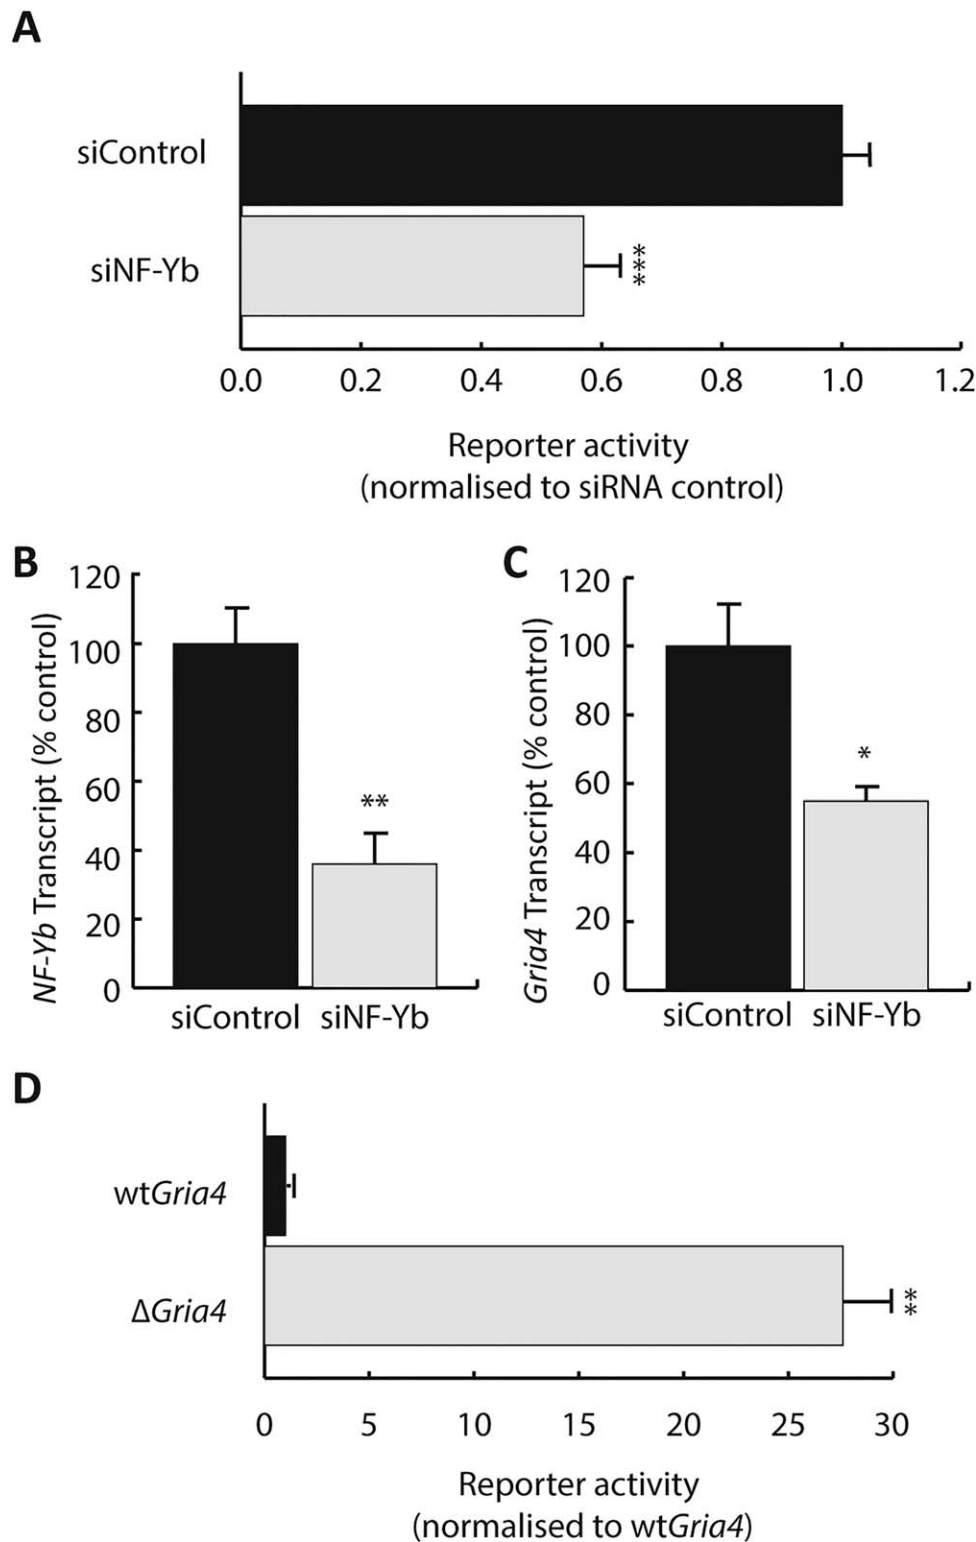 A
siControl
***
siNF-Yb
0.0 0.2 0.4 0.6 0.8 1.0 1.2
Reporter activity
(normalised to siRNA control)
B
NF-Yb Transcript (% control)
120
100
80
60
40
20
0
**
siControl siNF-Yb
C
Gria4 Transcript (% control)
120
100
80
60
40
20
0
*
siControl siNF-Yb
D
wtGria4
ΔGria4
**
0 5 10 15 20 25 30
Reporter activity
(normalised to wtGria4)